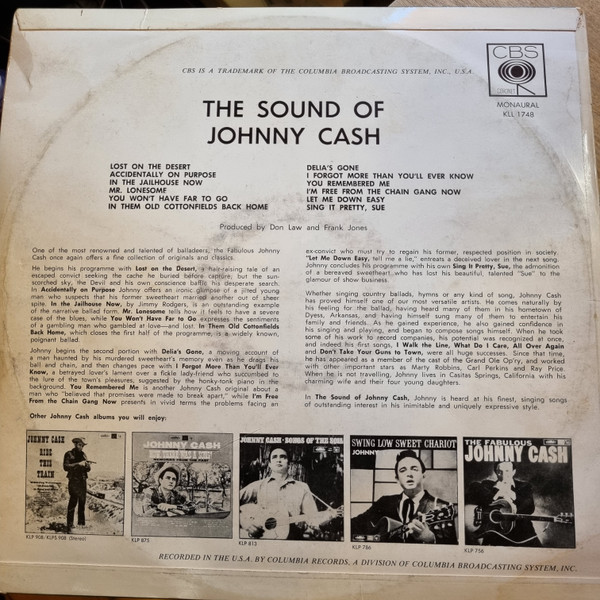 CBS IS A TRADEMARK OF THE COLUMBIA BROADCASTING SYSTEM, INC., U.S.A.
CBS
CORONET
MONAURAL
KLL 1748
THE SOUND OF
JOHNNY CASH
LOST ON THE DESERT
ACCIDENTALLY ON PURPOSE
IN THE JAILHOUSE NOW
MR. LONESOME
YOU WON'T HAVE FAR TO GO
IN THEM OLD COTTONFIELDS BACK HOME
DELIA'S GONE
I FORGOT MORE THAN YOU'LL EVER KNOW
YOU REMEMBERED ME
I'M FREE FROM THE CHAIN GANG NOW
LET ME DOWN EASY
SING IT PRETTY, SUE
Produced by Don Law and Frank Jones
One of the most renowned and talented of balladeers, the Fabulous Johnny
Cash once again offers a fine collection of originals and classics.
He begins his programme with Lost on the Desert, a hair-raising tale of an
escaped convict seeking the cache he buried before capture, but the sun-
scorched sky, the Devil and his own conscience baffle his desperate search.
In Accidentally on Purpose Johnny offers an ironic glimpse of a jilted young
man who suspects that his former sweetheart married another out of sheer
spite. In the Jailhouse Now, by Jimmy Rodgers, is an outstanding example
of the narrative ballad form. Mr. Lonesome tells how it feels to have a severe
case of the blues, while You Won't Have Far to Go expresses the sentiments
of a gambling man who gambled at love—and lost. In Them Old Cottonfields
Back Home, which closes the first half of the programme, is a widely known,
poignant ballad.
Johnny begins the second portion with Delia's Gone, a moving account of
a man haunted by his murdered sweetheart's memory even as he drags his
ball and chain, and then changes pace with I Forgot More Than You'll Ever
Know, a betrayed lover's lament over a fickle lady-friend who succumbed to
the lure of the town's pleasures, suggested by the honky-tonk piano in the
background. You Remembered Me is another Johnny Cash original about a
man who "believed that promises were made to break apart," while I'm Free
From the Chain Gang Now presents in vivid terms the problems facing an
ex-convict who must try to regain his former, respected position in society.
"Let Me Down Easy, tell me a lie," entreats a deceived lover in the next song.
Johnny concludes his programme with his own Sing It Pretty, Sue, the admonition
of a bereaved sweetheart who has lost his beautiful, talented "Sue" to the
glamour of show business.
Whether singing country ballads, hymns or any kind of song, Johnny Cash
has proved himself one of our most versatile artists. He comes naturally by
his feeling for the ballad, having heard many of them in his hometown of
Dyess, Arkansas, and having himself sung many of them to entertain his
family and friends. As he gained experience, he also gained confidence in
his singing and playing, and began to compose songs himself. When he took
some of his work to record companies, his potential was recognized at once,
and indeed his first songs, I Walk the Line, What Do I Care, All Over Again
and Don't Take Your Guns to Town, were all huge successes. Since that time,
he has appeared as a member of the cast of the Grand Ole Op'ry, and worked
with other important stars as Marty Robbins, Carl Perkins and Ray Price.
When he is not travelling, Johnny lives in Casitas Springs, California with his
charming wife and their four young daughters.
In The Sound of Johnny Cash, Johnny is heard at his finest, singing songs
of outstanding interest in his inimitable and uniquely expressive style.
Other Johnny Cash albums you will enjoy:
JOHNNY CASH
RIDE
THIS
TRAIN
JOHNNY CASH
JOHNNY CASH · SONGS OF THE SOIL
SWING LOW SWEET CHARIOT
JOHNNY
THE FABULOUS
JOHNNY CASH
KLP 908: KLPS 908 (Stereo)
KLP 875
KLP 815
KLP 786
KLP 756
RECORDED IN THE U.S.A. BY COLUMBIA RECORDS, A DIVISION OF COLUMBIA BROADCASTING SYSTEM, INC.